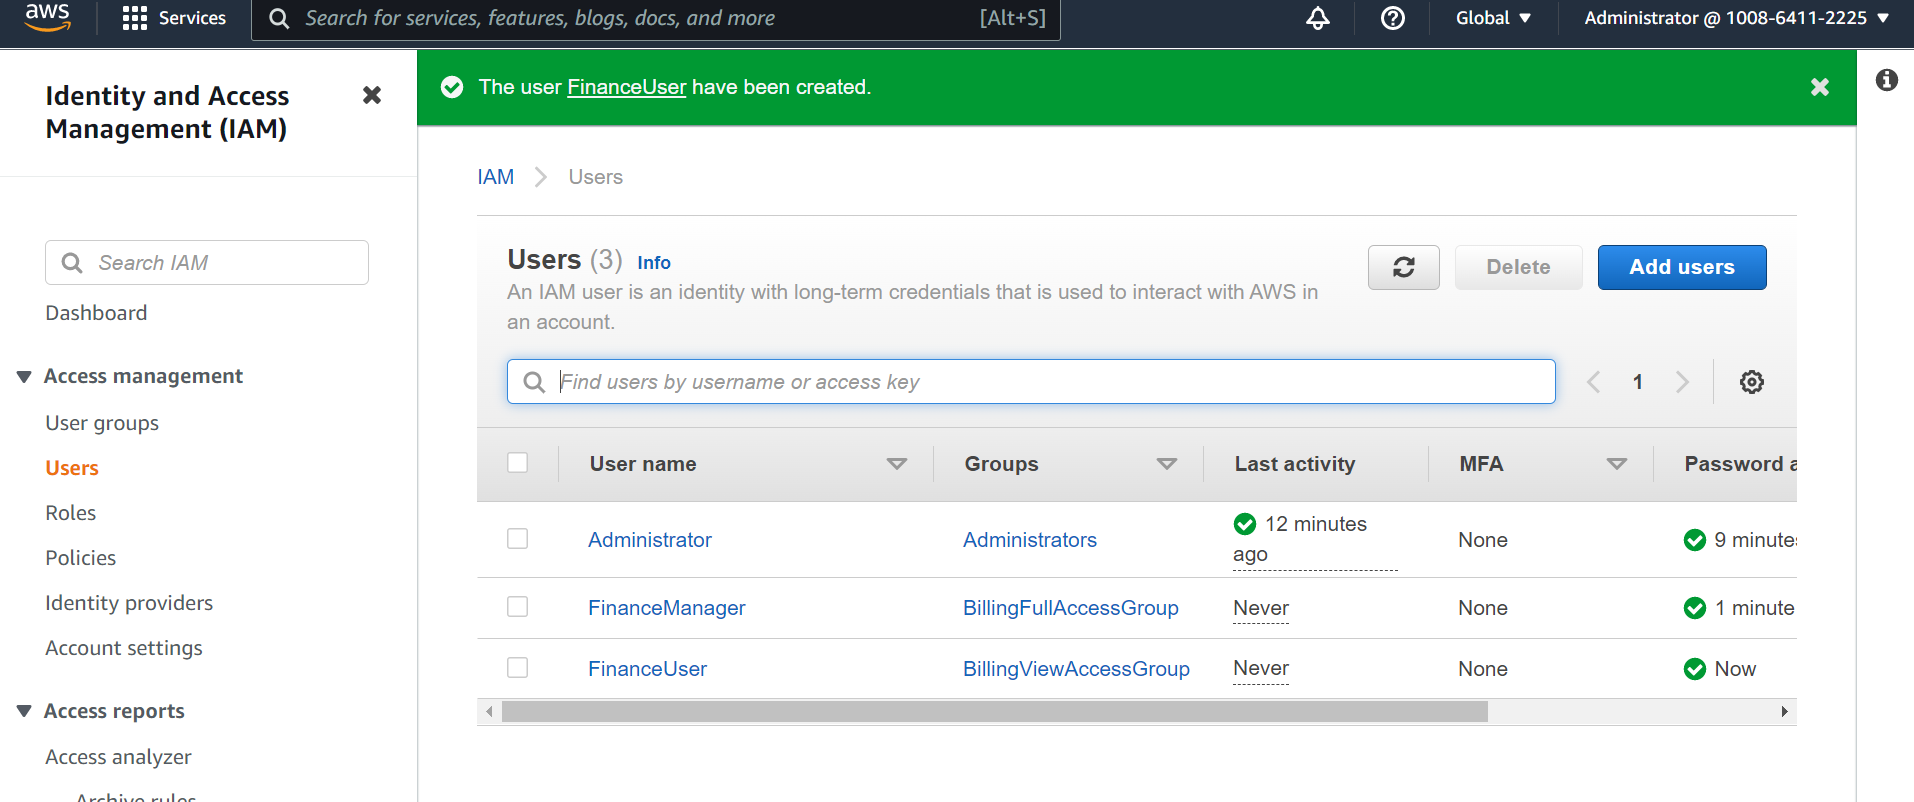 aws
Services
Search for services, features, blogs, docs, and more
[Alt+S]
Global
Administrator @ 1008-6411-2225
Identity and Access
Management (IAM)
Search IAM
Dashboard
Access management
User groups
Users
Roles
Policies
Identity providers
Account settings
Access reports
Access analyzer
Archive rules
The user FinanceUser have been created.
IAM
Users
Users (3) Info
An IAM user is an identity with long-term credentials that is used to interact with AWS in
an account.
Delete
Add users
Find users by username or access key
1
User name Groups Last activity MFA Password a
Administrator Administrators 12 minutes
ago None 9 minutes
FinanceManager BillingFullAccessGroup Never None 1 minute
FinanceUser BillingViewAccessGroup Never None Now